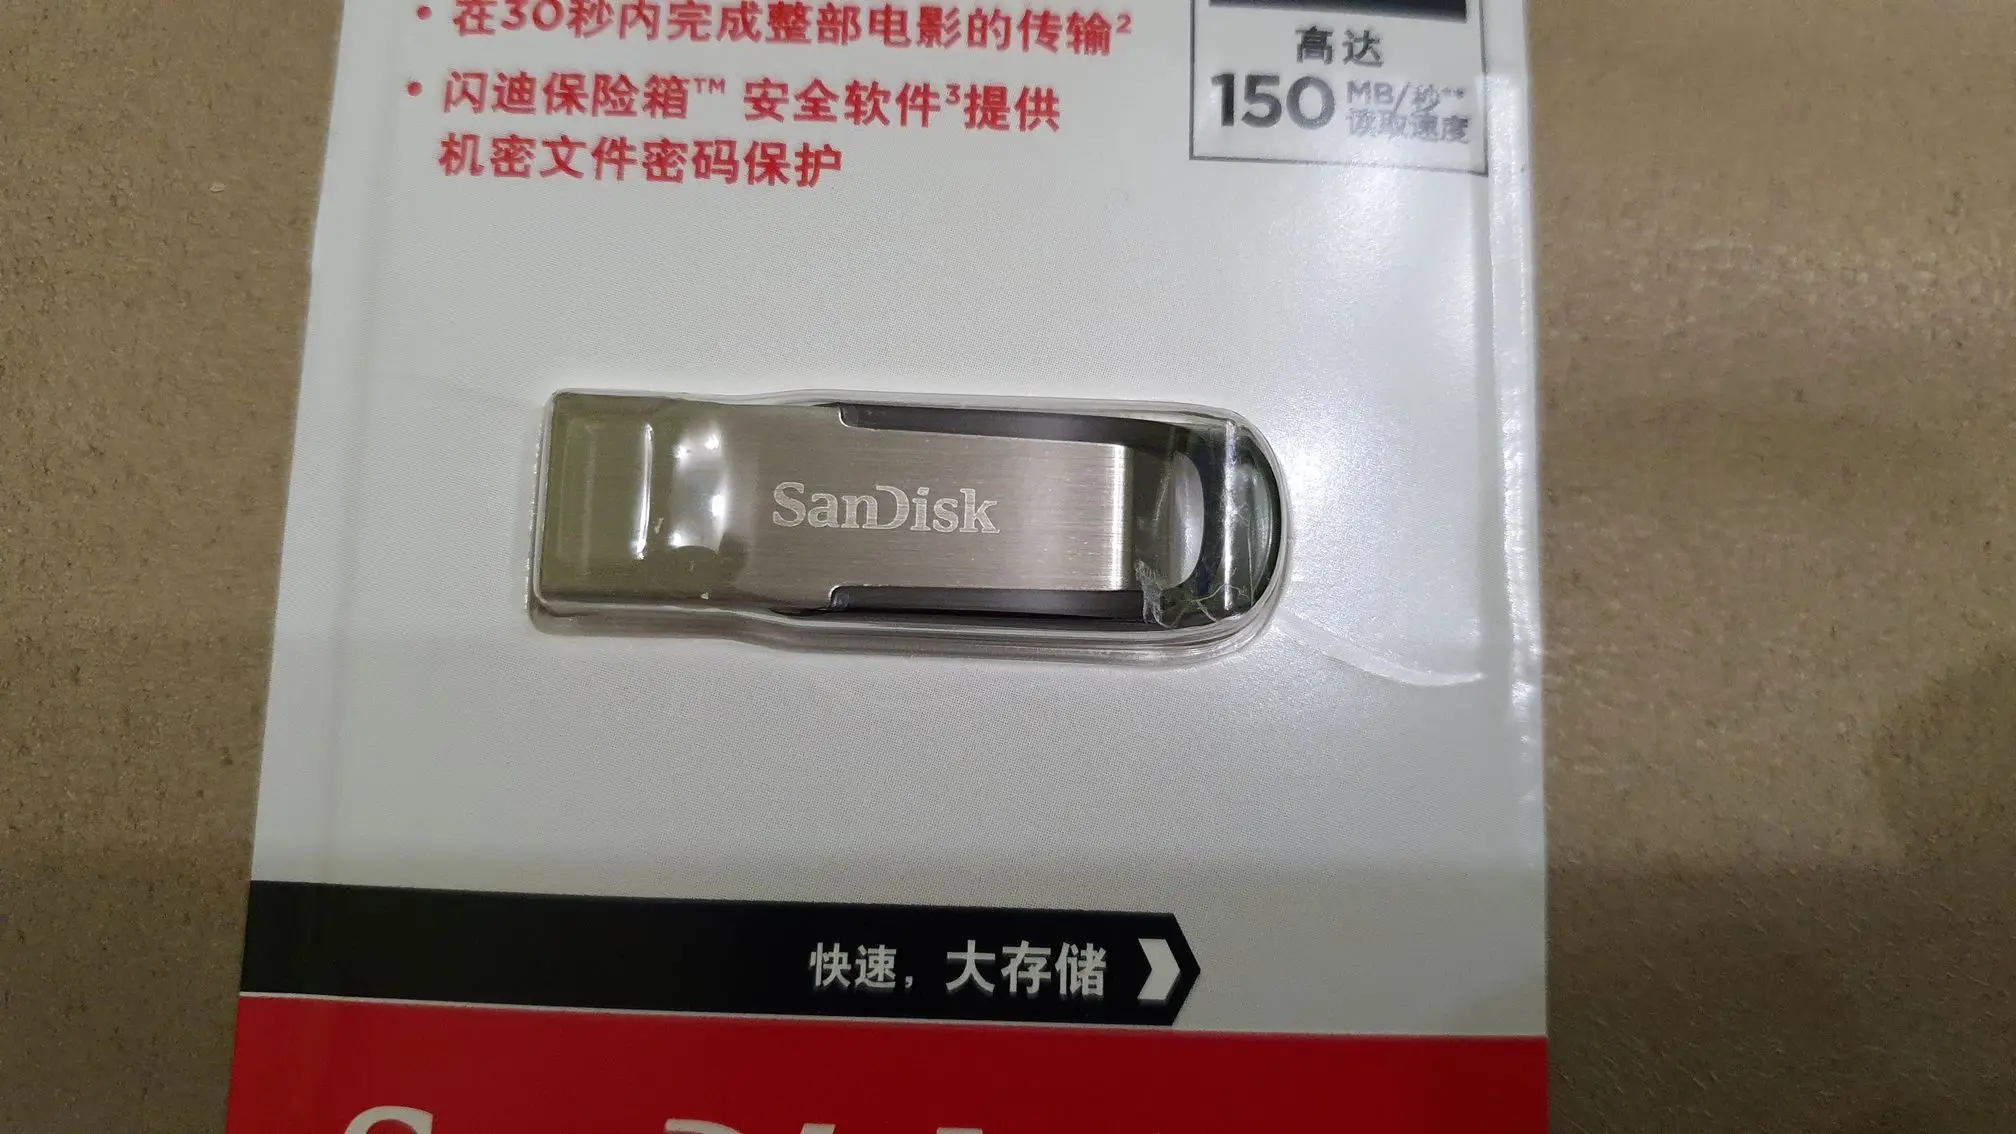 • 在30秒内完成整部电影的传输²
• 闪迪保险箱™ 安全软件³提供
机密文件密码保护
高达
150 MB/秒**
读取速度
SanDisk
快速，大存储
SanDisk